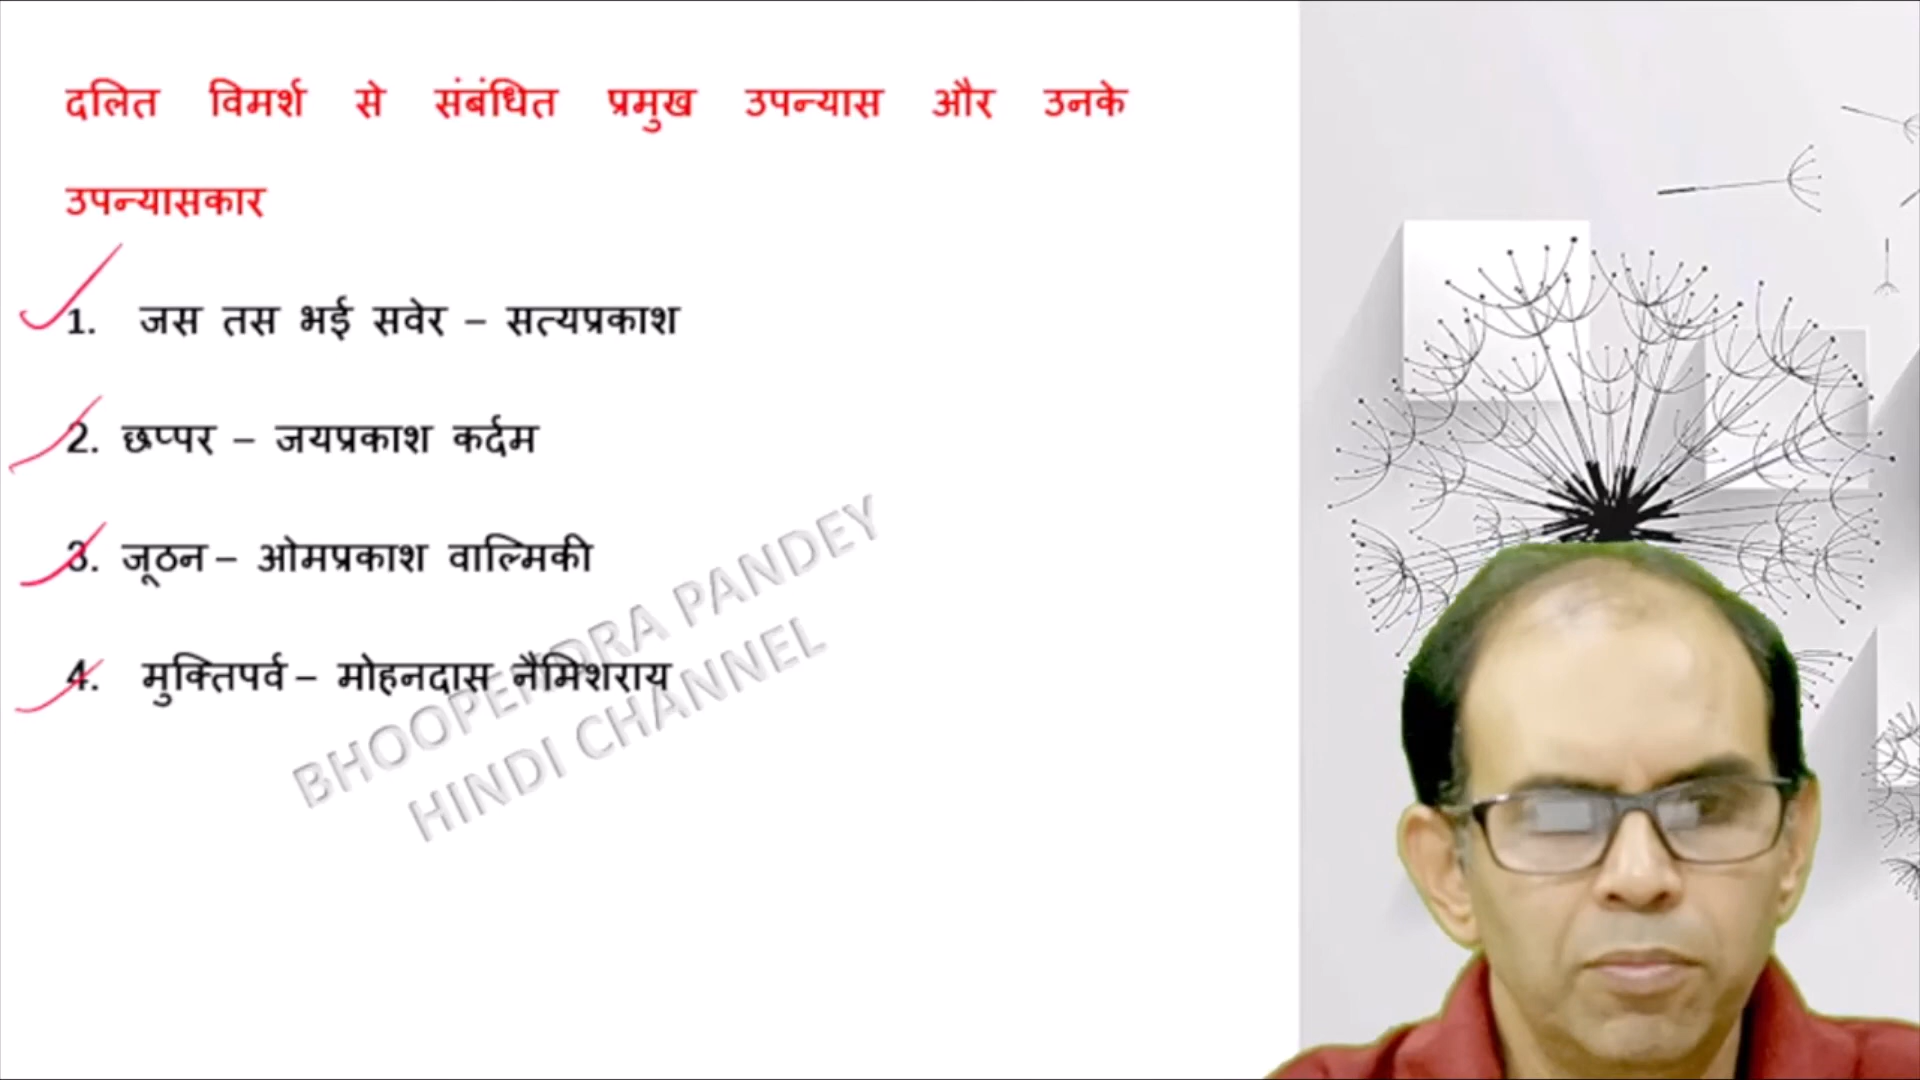 दलित विमर्श से संबंधित प्रमुख उपन्यास और उनके
उपन्यासकार
1. जस तस भई सवेर – सत्यप्रकाश
2. छप्पर – जयप्रकाश कर्दम
3. जूठन – ओमप्रकाश वाल्मिकी
4. मुक्तिपर्व – मोहनदास नैमिशराय
BHOOPENDRA PANDEY
HINDI CHANNEL